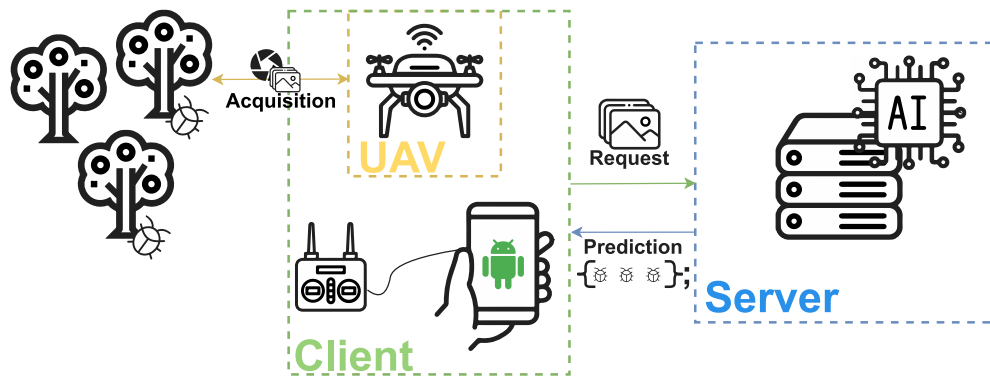 Acquisition
UAV
Client
Request
Prediction
{ };
AI
Server